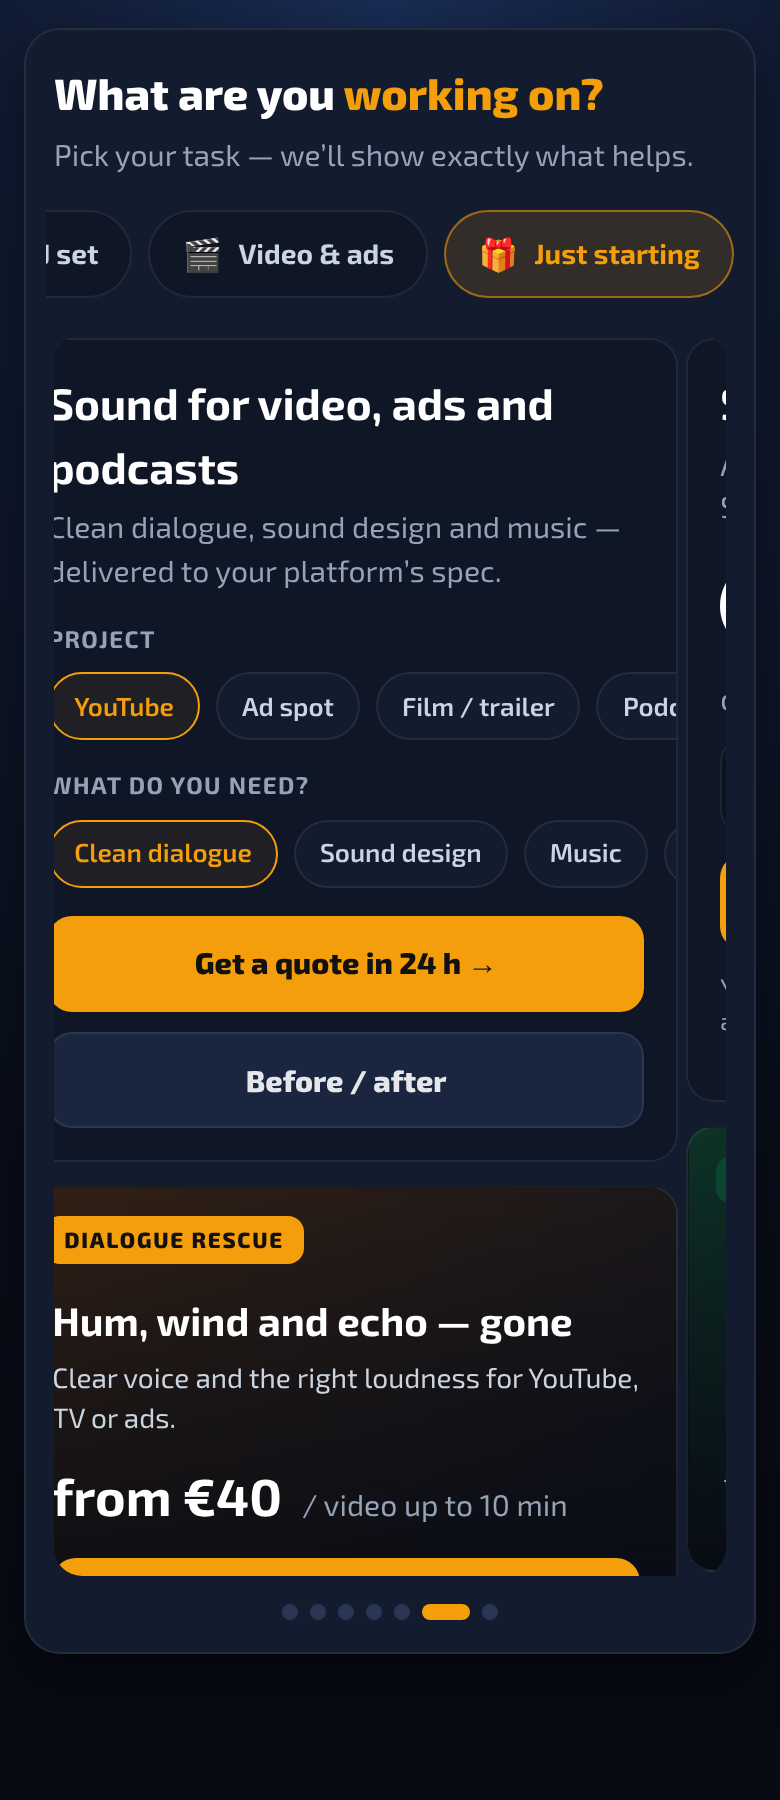 What are you working on?
Pick your task — we'll show exactly what helps.
set
Video & ads
Just starting
Sound for video, ads and
podcasts
Clean dialogue, sound design and music —
delivered to your platform's spec.
PROJECT
YouTube
Ad spot
Film / trailer
WHAT DO YOU NEED?
Clean dialogue
Sound design
Music
Get a quote in 24 h →
Before / after
DIALOGUE RESCUE
Hum, wind and echo — gone
Clear voice and the right loudness for YouTube,
TV or ads.
from €40 / video up to 10 min